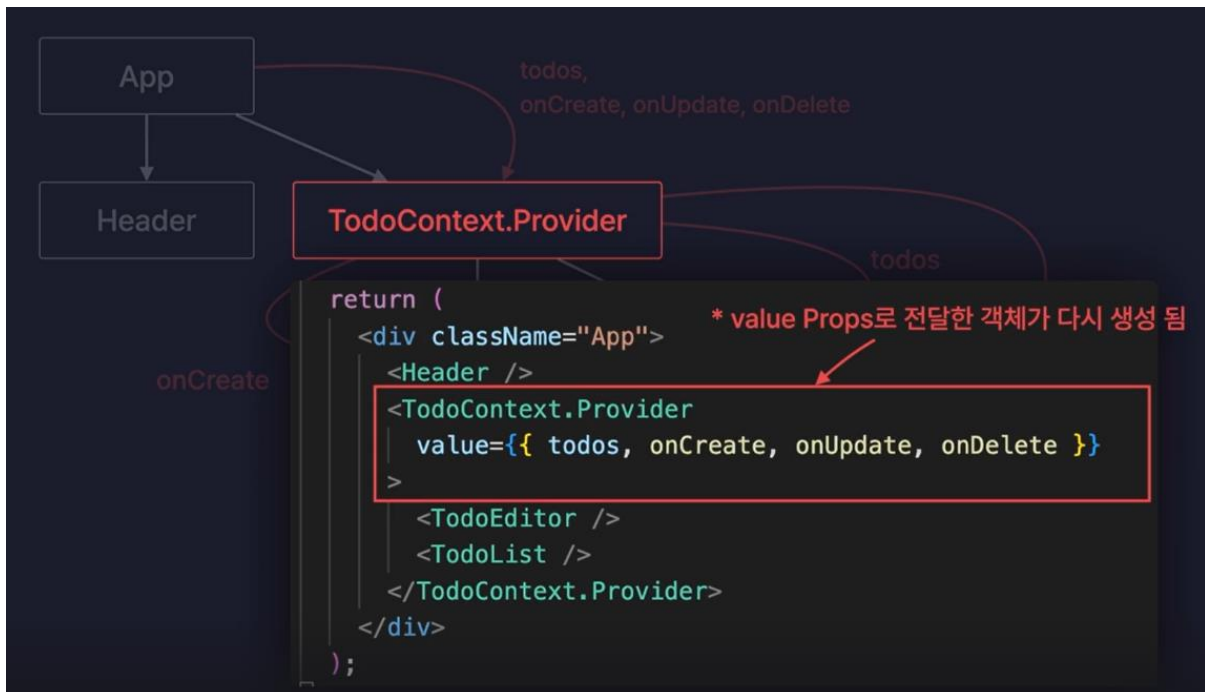 App
todos,
onCreate, onUpdate, onDelete
Header
TodoContext.Provider
todos
onCreate
* value Props로 전달한 객체가 다시 생성 됨
return (
<div className="App">
<Header />
<TodoContext.Provider
value={{ todos, onCreate, onUpdate, onDelete }}
>
<TodoEditor />
<TodoList />
</TodoContext.Provider>
</div>
);